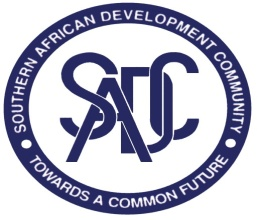 SOUTHERN AFRICAN DEVELOPMENT COMMUNITY
SADC
TOWARDS A COMMON FUTURE